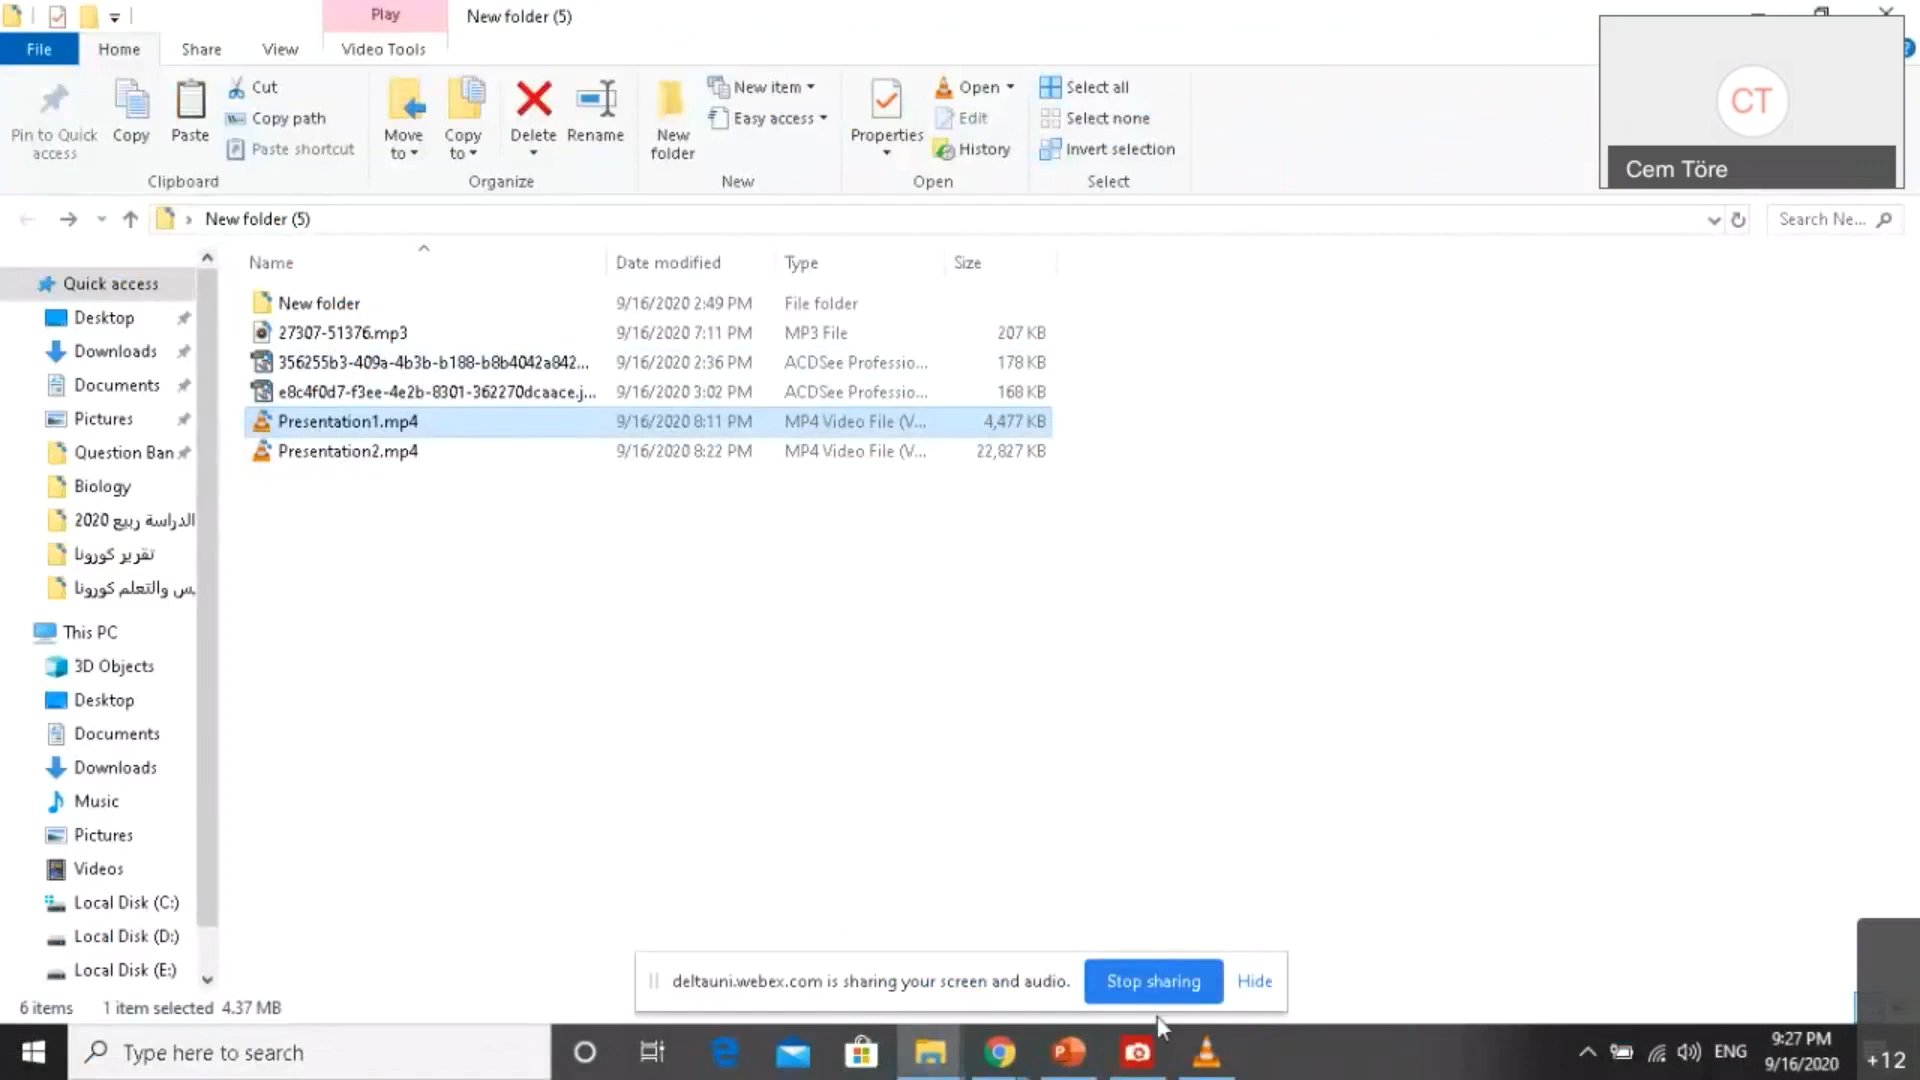 Play
New folder (5)
File
Home
Share
View
Video Tools
Pin to Quick access
Copy
Paste
Cut
Copy path
Paste shortcut
Clipboard
Move to
Copy to
Delete
Rename
Organize
New folder
New item
Easy access
New
Properties
Open
Edit
History
Open
Select all
Select none
Invert selection
Select
CT
Cem Töre
New folder (5)
Search Ne...
Name
Date modified
Type
Size
New folder 9/16/2020 2:49 PM File folder
27307-51376.mp3 9/16/2020 7:11 PM MP3 File 207 KB
356255b3-409a-4b3b-b188-b8b4042a842... 9/16/2020 2:36 PM ACDSee Professio... 178 KB
e8c4f0d7-f3ee-4e2b-8301-362270dcaace.j... 9/16/2020 3:02 PM ACDSee Professio... 168 KB
Presentation1.mp4 9/16/2020 8:11 PM MP4 Video File (V... 4,477 KB
Presentation2.mp4 9/16/2020 8:22 PM MP4 Video File (V... 22,827 KB
Quick access
Desktop
Downloads
Documents
Pictures
Question Ban
Biology
الدراسة ربيع 2020
تقرير كورونا
يس والتعلم كورونا
This PC
3D Objects
Desktop
Documents
Downloads
Music
Pictures
Videos
Local Disk (C:)
Local Disk (D:)
Local Disk (E:)
deltauni.webex.com is sharing your screen and audio.
Stop sharing
Hide
6 items
1 item selected 4.37 MB
Type here to search
ENG
9:27 PM
9/16/2020
+12